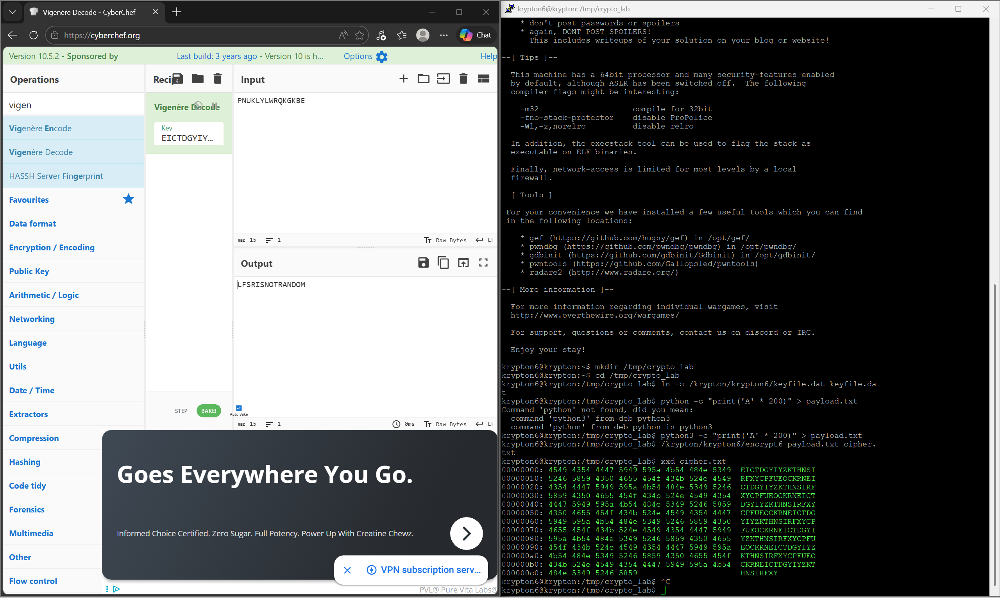 Vigenère Decode - CyberChef
https://cyberchef.org
Chat
Version 10.5.2 - Sponsored by
Last build: 3 years ago - Version 10 is h...
Options
Help
Operations
vigen
Vigenère Encode
Vigenère Decode
HASSH Server Fingerprint
Favourites
Data format
Encryption / Encoding
Public Key
Arithmetic / Logic
Networking
Language
Utils
Date / Time
Extractors
Compression
Hashing
Code tidy
Forensics
Multimedia
Other
Flow control
Recipe
Vigenère Decode
Key
EICTDGYIY...
STEP
BAKE!
Auto Bake
Input
PNUKLYLWRQKGKBE
ABC 15 1
Raw Bytes LF
Output
LFSRISNOTRANDOM
ABC 15 1
0ms Raw Bytes LF
Goes Everywhere You Go.
Informed Choice Certified. Zero Sugar. Full Potency. Power Up With Creatine Chewz.
VPN subscription serv...
PVL® Pure Vita Labs®
krypton6@krypton: /tmp/crypto_lab
* don't post passwords or spoilers
* again, DONT POST SPOILERS!
This includes writeups of your solution on your blog or website!
--[ Tips ]--
This machine has a 64bit processor and many security-features enabled
by default, although ASLR has been switched off.  The following
compiler flags might be interesting:
-m32                    compile for 32bit
-fno-stack-protector    disable ProPolice
-Wl,-z,norelro          disable relro
In addition, the execstack tool can be used to flag the stack as
executable on ELF binaries.
Finally, network-access is limited for most levels by a local
firewall.
--[ Tools ]--
For your convenience we have installed a few useful tools which you can find
in the following locations:
* gef (https://github.com/hugsy/gef) in /opt/gef/
* pwndbg (https://github.com/pwndbg/pwndbg) in /opt/pwndbg/
* gdbinit (https://github.com/gdbinit/Gdbinit) in /opt/gdbinit/
* pwntools (https://github.com/Gallopsled/pwntools)
* radare2 (http://www.radare.org/)
--[ More information ]--
For more information regarding individual wargames, visit
http://www.overthewire.org/wargames/
For support, questions or comments, contact us on discord or IRC.
Enjoy your stay!
krypton6@krypton:~$ mkdir /tmp/crypto_lab
krypton6@krypton:~$ cd /tmp/crypto_lab
krypton6@krypton:/tmp/crypto_lab$ ln -s /krypton/krypton6/keyfile.dat keyfile.da
t
krypton6@krypton:/tmp/crypto_lab$ python -c "print('A' * 200)" > payload.txt
Command 'python' not found, did you mean:
command 'python3' from deb python3
command 'python' from deb python-is-python3
krypton6@krypton:/tmp/crypto_lab$ python3 -c "print('A' * 200)" > payload.txt
krypton6@krypton:/tmp/crypto_lab$ /krypton/krypton6/encrypt6 payload.txt cipher.
txt
krypton6@krypton:/tmp/crypto_lab$ xxd cipher.txt
00000000: 4549 4354 4447 5949 595a 4b54 484e 5349  EICTDGYIYZKTHNSI
00000010: 5246 5859 4350 4655 454f 434b 524e 4549  RFXYCPFUEOCKRNEI
00000020: 4354 4447 5949 595a 4b54 484e 5349 5246  CTDGYIYZKTHNSIRF
00000030: 5859 4350 4655 454f 434b 524e 4549 4354  XYCPFUEOCKRNEICT
00000040: 4447 5949 595a 4b54 484e 5349 5246 5859  DGYIYZKTHNSIRFXY
00000050: 4350 4655 454f 434b 524e 4549 4354 4447  CPFUEOCKRNEICTDG
00000060: 5949 595a 4b54 484e 5349 5246 5859 4350  YIYZKTHNSIRFXYCP
00000070: 4655 454f 434b 524e 4549 4354 4447 5949  FUEOCKRNEICTDGYI
00000080: 595a 4b54 484e 5349 5246 5859 4350 4655  YZKTHNSIRFXYCPFU
00000090: 454f 434b 524e 4549 4354 4447 5949 595a  EOCKRNEICTDGYIYZ
000000a0: 4b54 484e 5349 5246 5859 4350 4655 454f  KTHNSIRFXYCPFUEO
000000b0: 434b 524e 4549 4354 4447 5949 595a 4b54  CKRNEICTDGYIYZKT
000000c0: 484e 5349 5246 5859                      HNSIRFXY
krypton6@krypton:/tmp/crypto_lab$ ^C
krypton6@krypton:/tmp/crypto_lab$